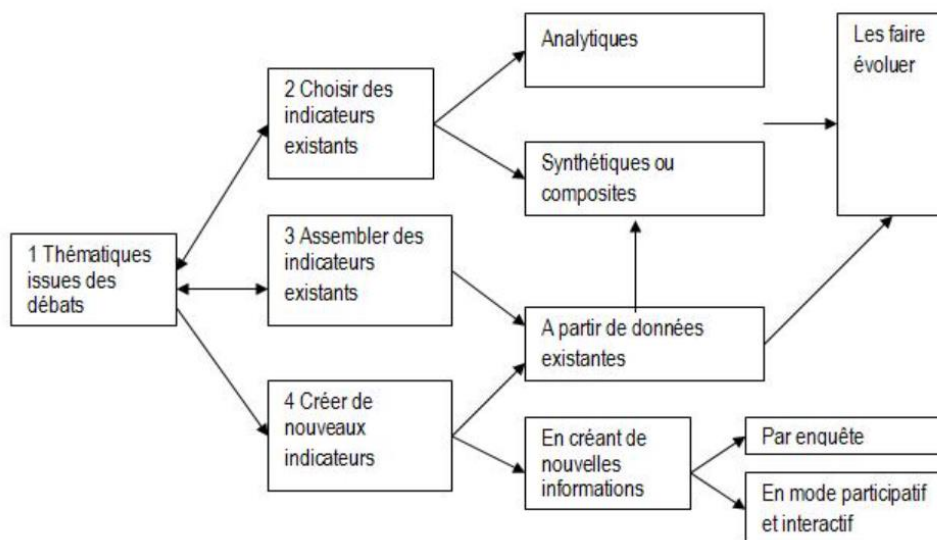 1 Thématiques
issues des
débats
2 Choisir des
indicateurs
existants
3 Assembler des
indicateurs
existants
4 Créer de
nouveaux
indicateurs
Analytiques
Synthétiques ou
composites
A partir de données
existantes
En créant de
nouvelles
informations
Les faire
évoluer
Par enquête
En mode participatif
et interactif